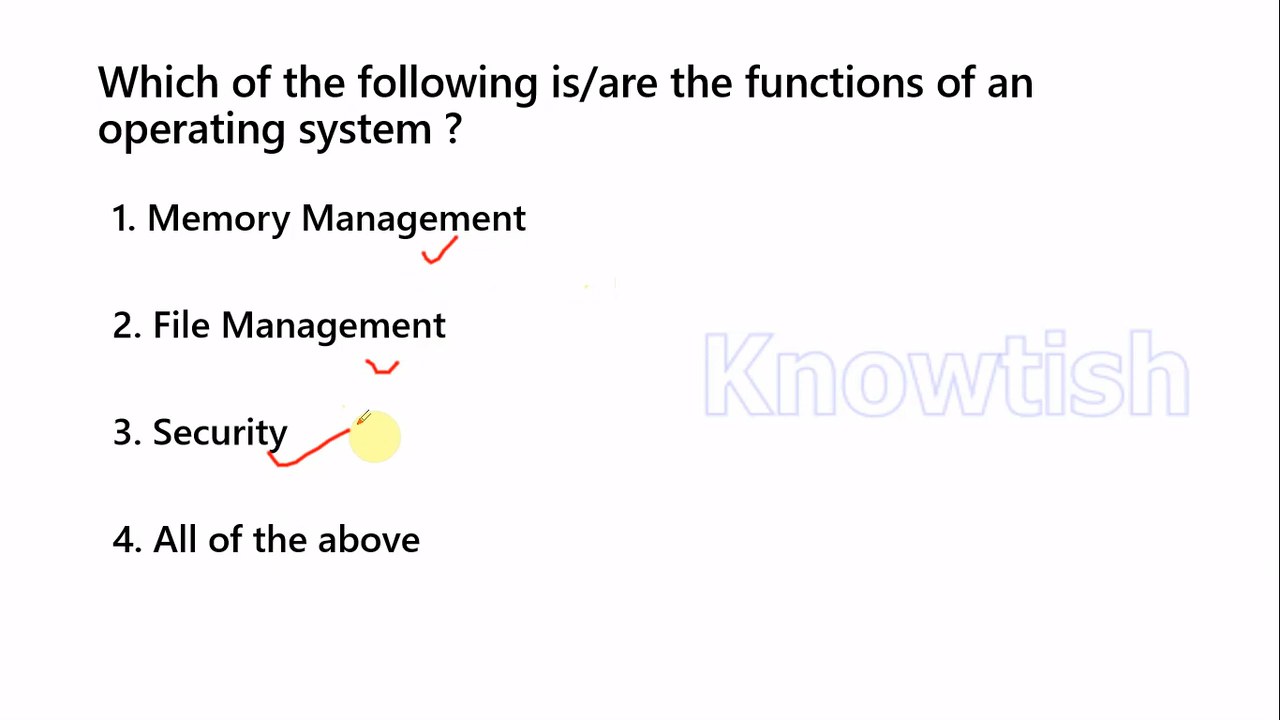 Which of the following is/are the functions of an
operating system ?
1. Memory Management
2. File Management
Knowtish
3. Security
4. All of the above